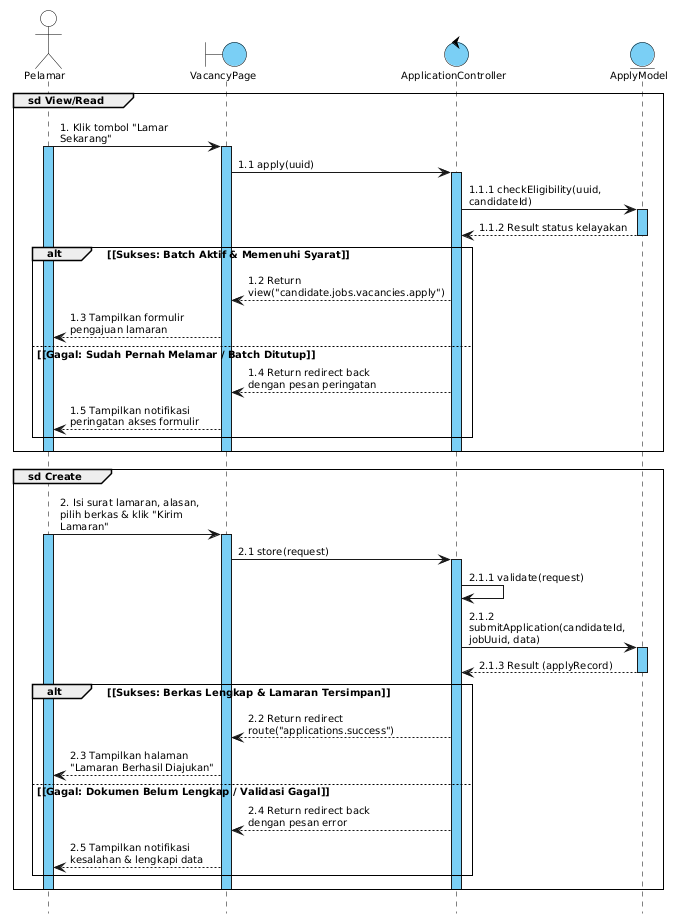 Pelamar
VacancyPage
ApplicationController
ApplyModel
sd View/Read
1. Klik tombol "Lamar
Sekarang"
1.1 apply(uuid)
1.1.1 checkEligibility(uuid,
candidateId)
1.1.2 Result status kelayakan
alt
[[Sukses: Batch Aktif & Memenuhi Syarat]]
1.2 Return
view("candidate.jobs.vacancies.apply")
1.3 Tampilkan formulir
pengajuan lamaran
[[Gagal: Sudah Pernah Melamar / Batch Ditutup]]
1.4 Return redirect back
dengan pesan peringatan
1.5 Tampilkan notifikasi
peringatan akses formulir
sd Create
2. Isi surat lamaran, alasan,
pilih berkas & klik "Kirim
Lamaran"
2.1 store(request)
2.1.1 validate(request)
2.1.2
submitApplication(candidateId,
jobUuid, data)
2.1.3 Result (applyRecord)
alt
[[Sukses: Berkas Lengkap & Lamaran Tersimpan]]
2.2 Return redirect
route("applications.success")
2.3 Tampilkan halaman
"Lamaran Berhasil Diajukan"
[[Gagal: Dokumen Belum Lengkap / Validasi Gagal]]
2.4 Return redirect back
dengan pesan error
2.5 Tampilkan notifikasi
kesalahan & lengkapi data